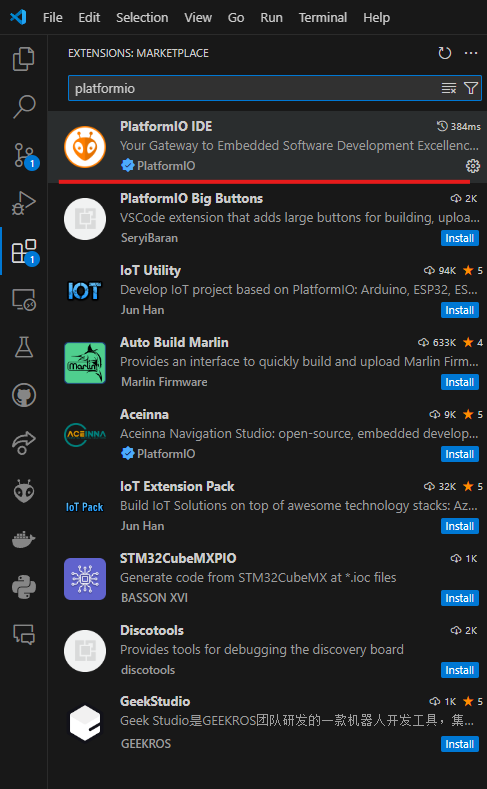 File Edit Selection View Go Run Terminal Help
EXTENSIONS: MARKETPLACE
platformio
PlatformIO IDE 384ms
Your Gateway to Embedded Software Development Excellenc...
PlatformIO
1
PlatformIO Big Buttons 2K
VSCode extension that adds large buttons for building, uploa...
SeryiBaran Install
1
IoT Utility 94K 5
IOT
Develop IoT project based on PlatformIO: Arduino, ESP32, ES...
Jun Han Install
Auto Build Marlin 633K 4
Provides an interface to quickly build and upload Marlin Firm...
Marlin
Marlin Firmware Install
Aceinna 9K 5
ACEINNA
Aceinna Navigation Studio: open-source, embedded develop...
PlatformIO Install
IoT Extension Pack 32K 5
IoT Pack
Build IoT Solutions on top of awesome technology stacks: Az...
Jun Han Install
STM32CubeMXPIO 1K
Generate code from STM32CubeMX at *.ioc files
BASSON XVI Install
Discotools 2K
Provides tools for debugging the discovery board
discotools Install
GeekStudio 1K 5
Geek Studio是GEEKROS团队研发的一款机器人开发工具，集...
GEEKROS Install